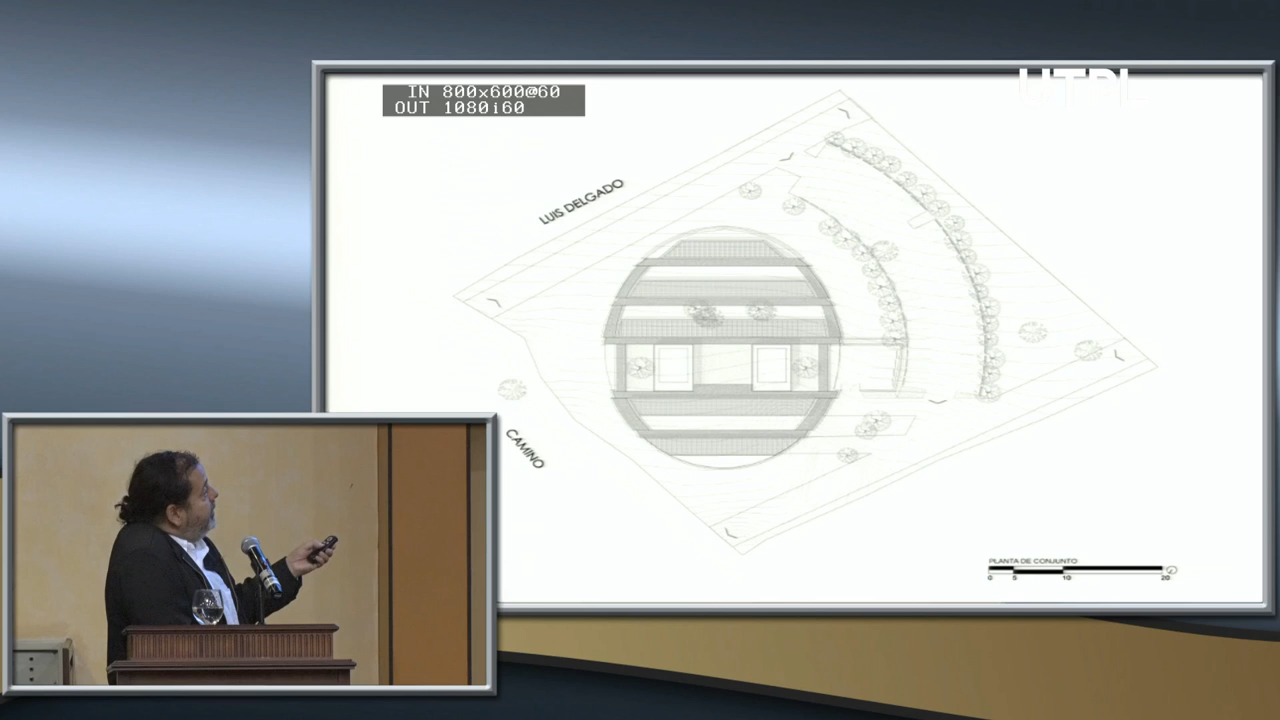 IN 800x600@60
OUT 1080i60
UTPL
LUIS DELGADO
CAMINO
PLANTA DE CONJUNTO
0 5 10 20